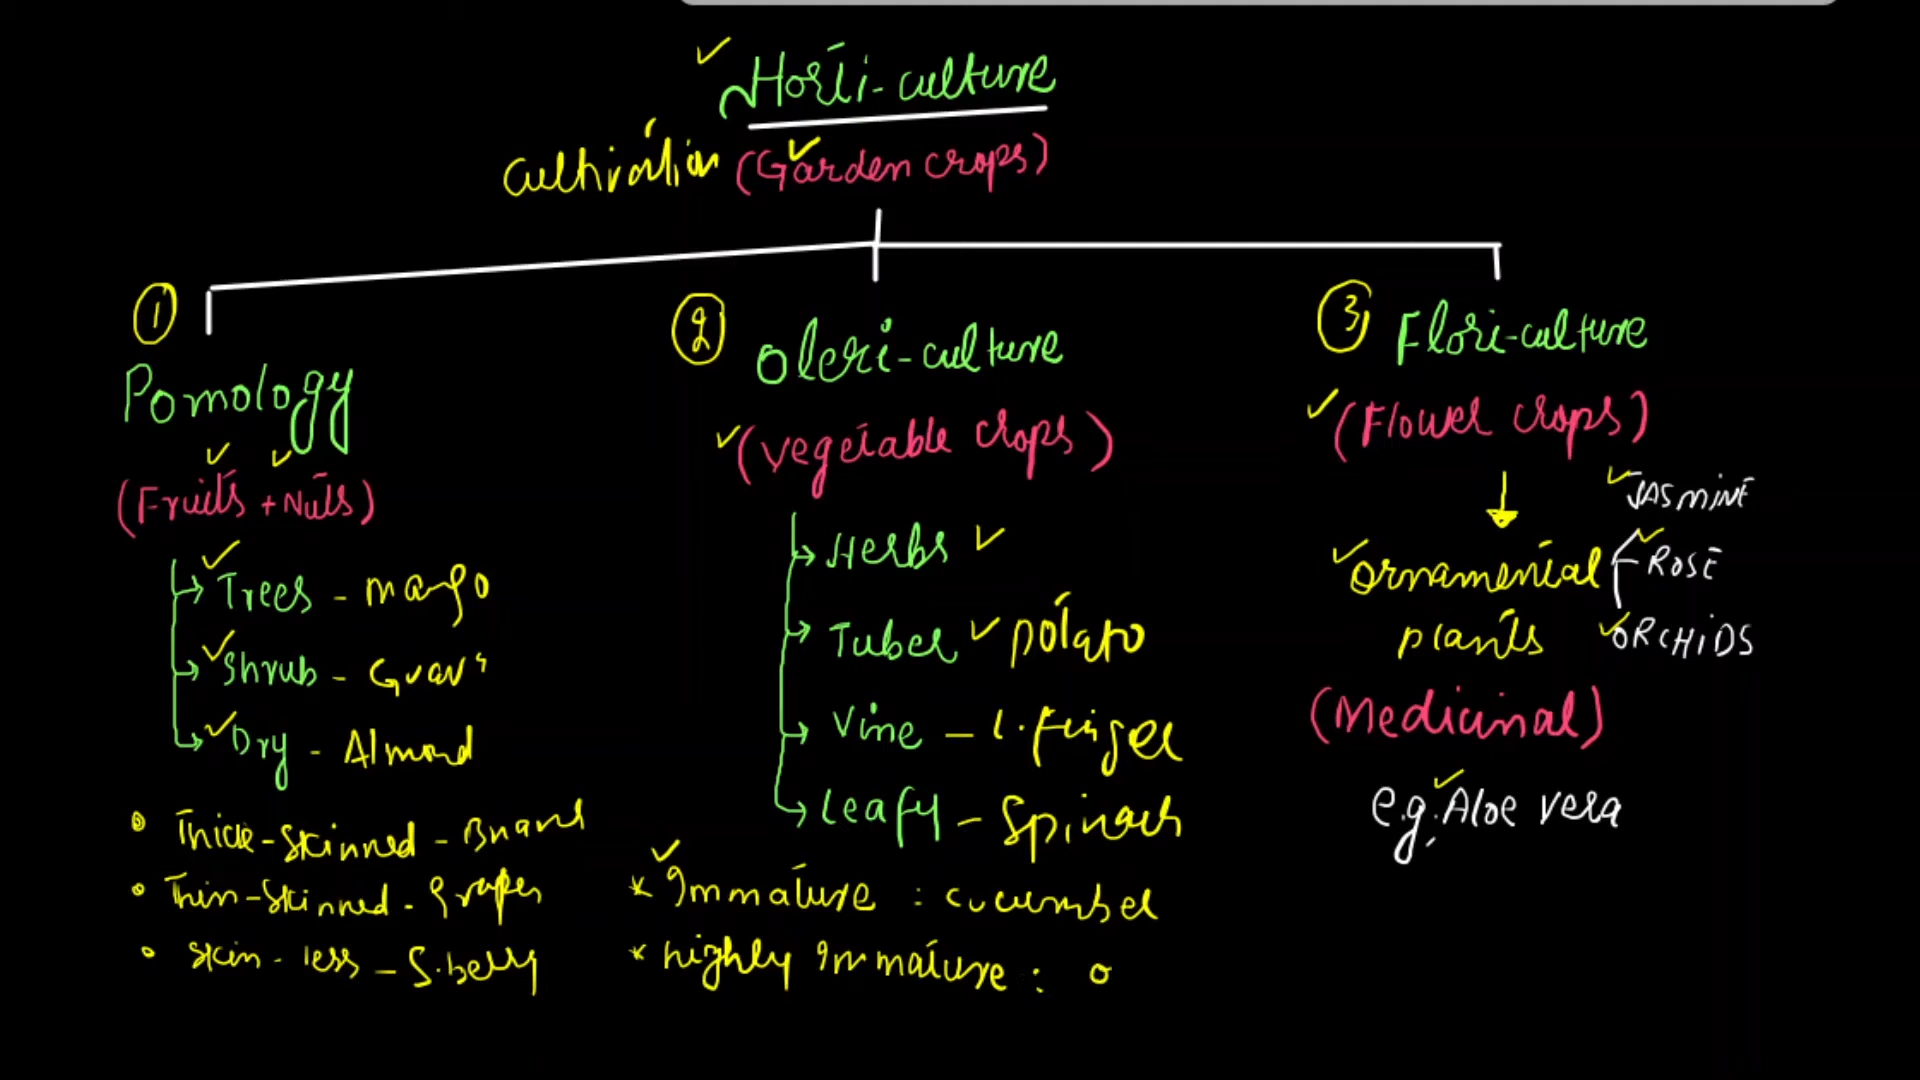 Horti-culture
Cultivation (Garden crops)
1
Pomology
(Fruits + Nuts)
Trees - mango
Shrub - Guava
Dry - Almond
Thick-skinned -
Thin-skinned - Grapes
Skin-less - S.berry
2
Oleri-culture
(vegetable crops)
Herbs
Tuber potato
Vine - l.finger
Leafy - Spinach
* Immature : cucumber
* highly Immature : o
3
Flori-culture
(Flower crops)
ornamental
plants
JASMINE
ROSE
ORCHIDS
(Medicinal)
e.g; Aloe vera